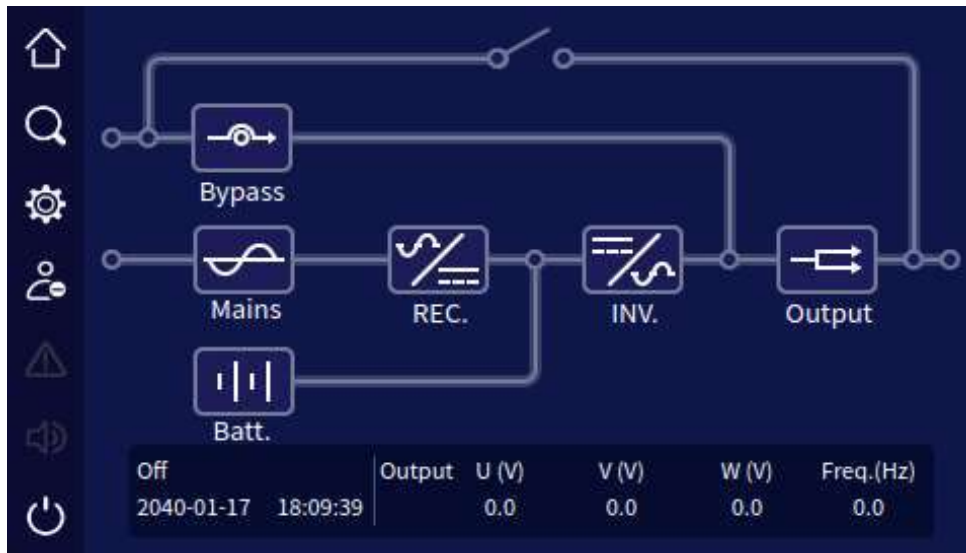 Bypass
Mains
REC.
INV.
Output
Batt.
Off
Output U (V) V (V) W (V) Freq.(Hz)
2040-01-17 18:09:39 0.0 0.0 0.0 0.0